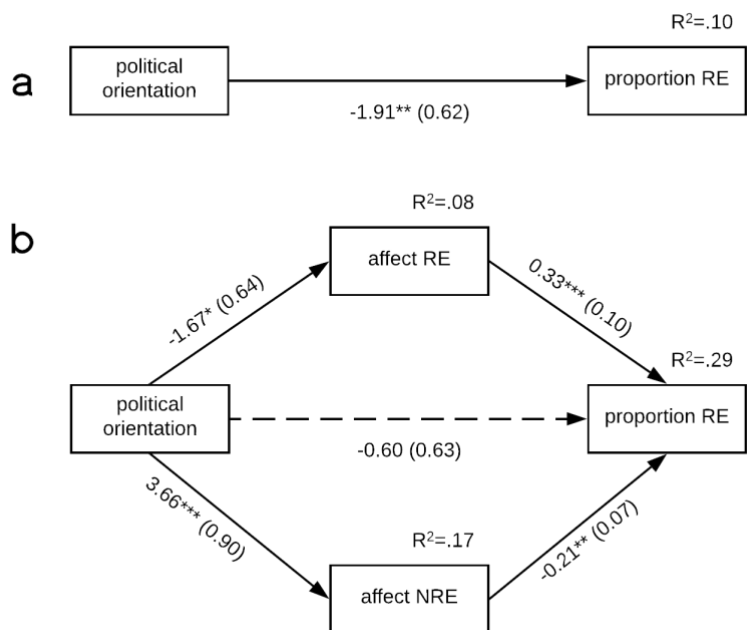 R²=.10
a
political
orientation
proportion RE
-1.91** (0.62)
R²=.08
b
affect RE
-1.67* (0.64)
0.33*** (0.10)
R²=.29
political
orientation
proportion RE
-0.60 (0.63)
3.66*** (0.90)
-0.21** (0.07)
R²=.17
affect NRE